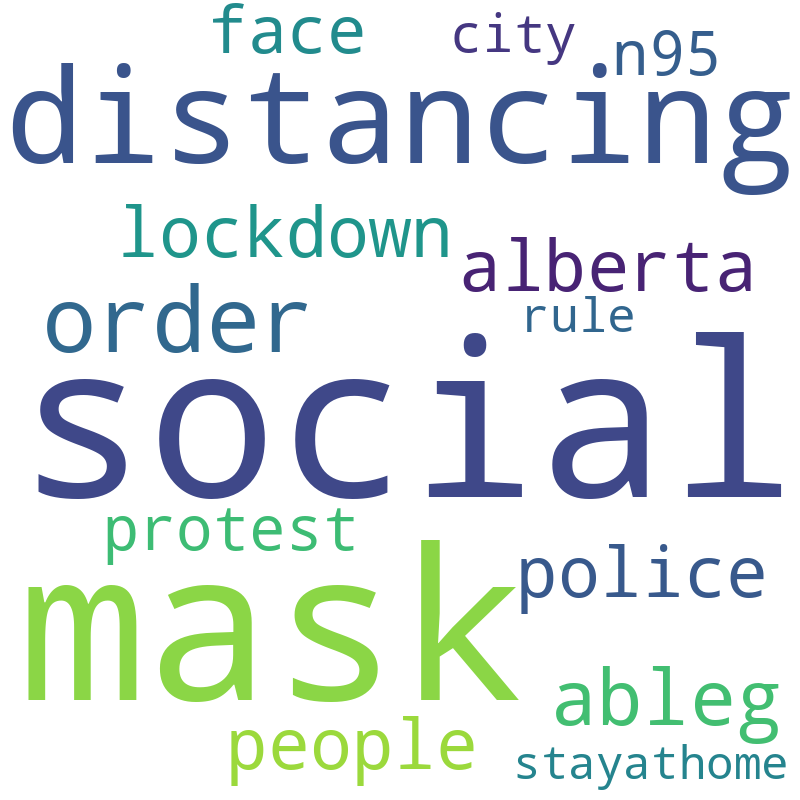 face city n95
distancing
lockdown
alberta
order rule
social
protest
police
mask
ableg
people
stayathome